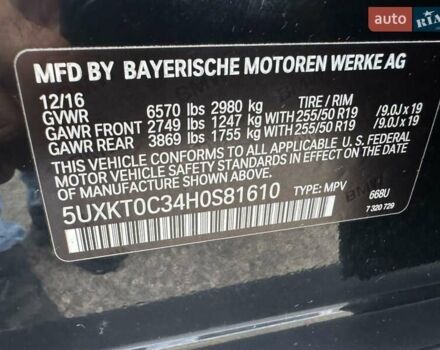 auto RIA
MFD BY BAYERISCHE MOTOREN WERKE AG
12/16
GVWR 6570 lbs 2980 kg TIRE / RIM
GAWR FRONT 2749 lbs 1247 kg WITH 255/50 R19 /9.0J x 19
GAWR REAR 3869 lbs 1755 kg WITH 255/50 R19 /9.0J x 19
THIS VEHICLE CONFORMS TO ALL APPLICABLE U.S. FEDERAL
MOTOR VEHICLE SAFETY STANDARDS IN EFFECT ON THE DATE
OF MANUFACTURE SHOWN ABOVE.
5UXKT0C34H0S81610 TYPE: MPV 668U
7 320 729